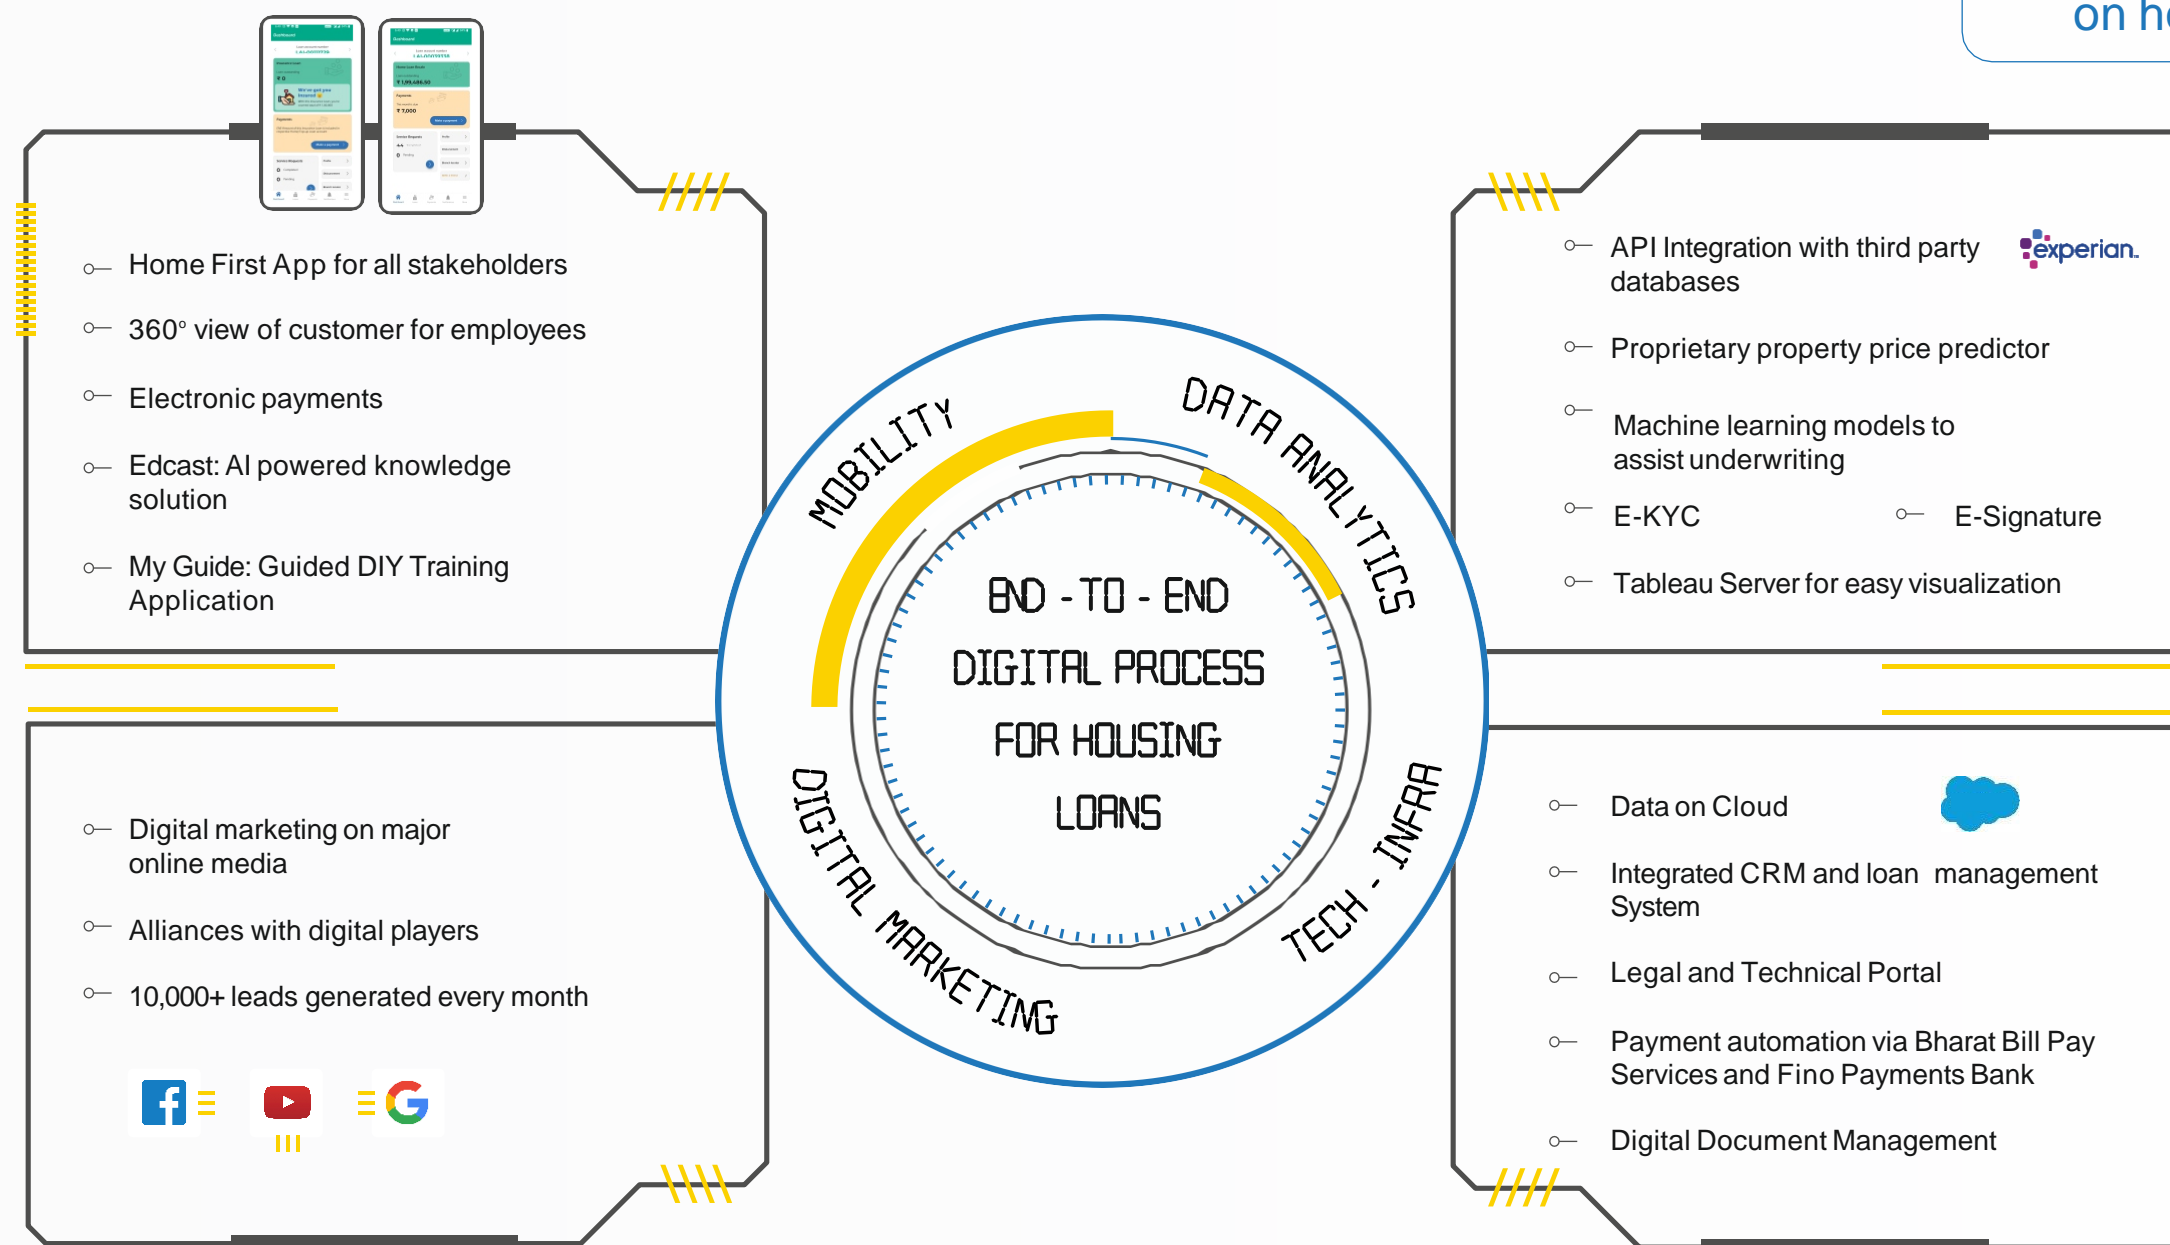 on h
Dashboard
Dashboard
₹ 0
₹ 7,000
Home First App for all stakeholders
360° view of customer for employees
Electronic payments
Edcast: AI powered knowledge
solution
My Guide: Guided DIY Training
Application
API Integration with third party
databases
experian
Proprietary property price predictor
Machine learning models to
assist underwriting
E-KYC
E-Signature
Tableau Server for easy visualization
MOBILITY
DATA ANALYTICS
END - TO - END
DIGITAL PROCESS
FOR HOUSING
LOANS
DIGITAL MARKETING
TECH - INFRA
Digital marketing on major
online media
Alliances with digital players
10,000+ leads generated every month
Data on Cloud
Integrated CRM and loan management
System
Legal and Technical Portal
Payment automation via Bharat Bill Pay
Services and Fino Payments Bank
Digital Document Management